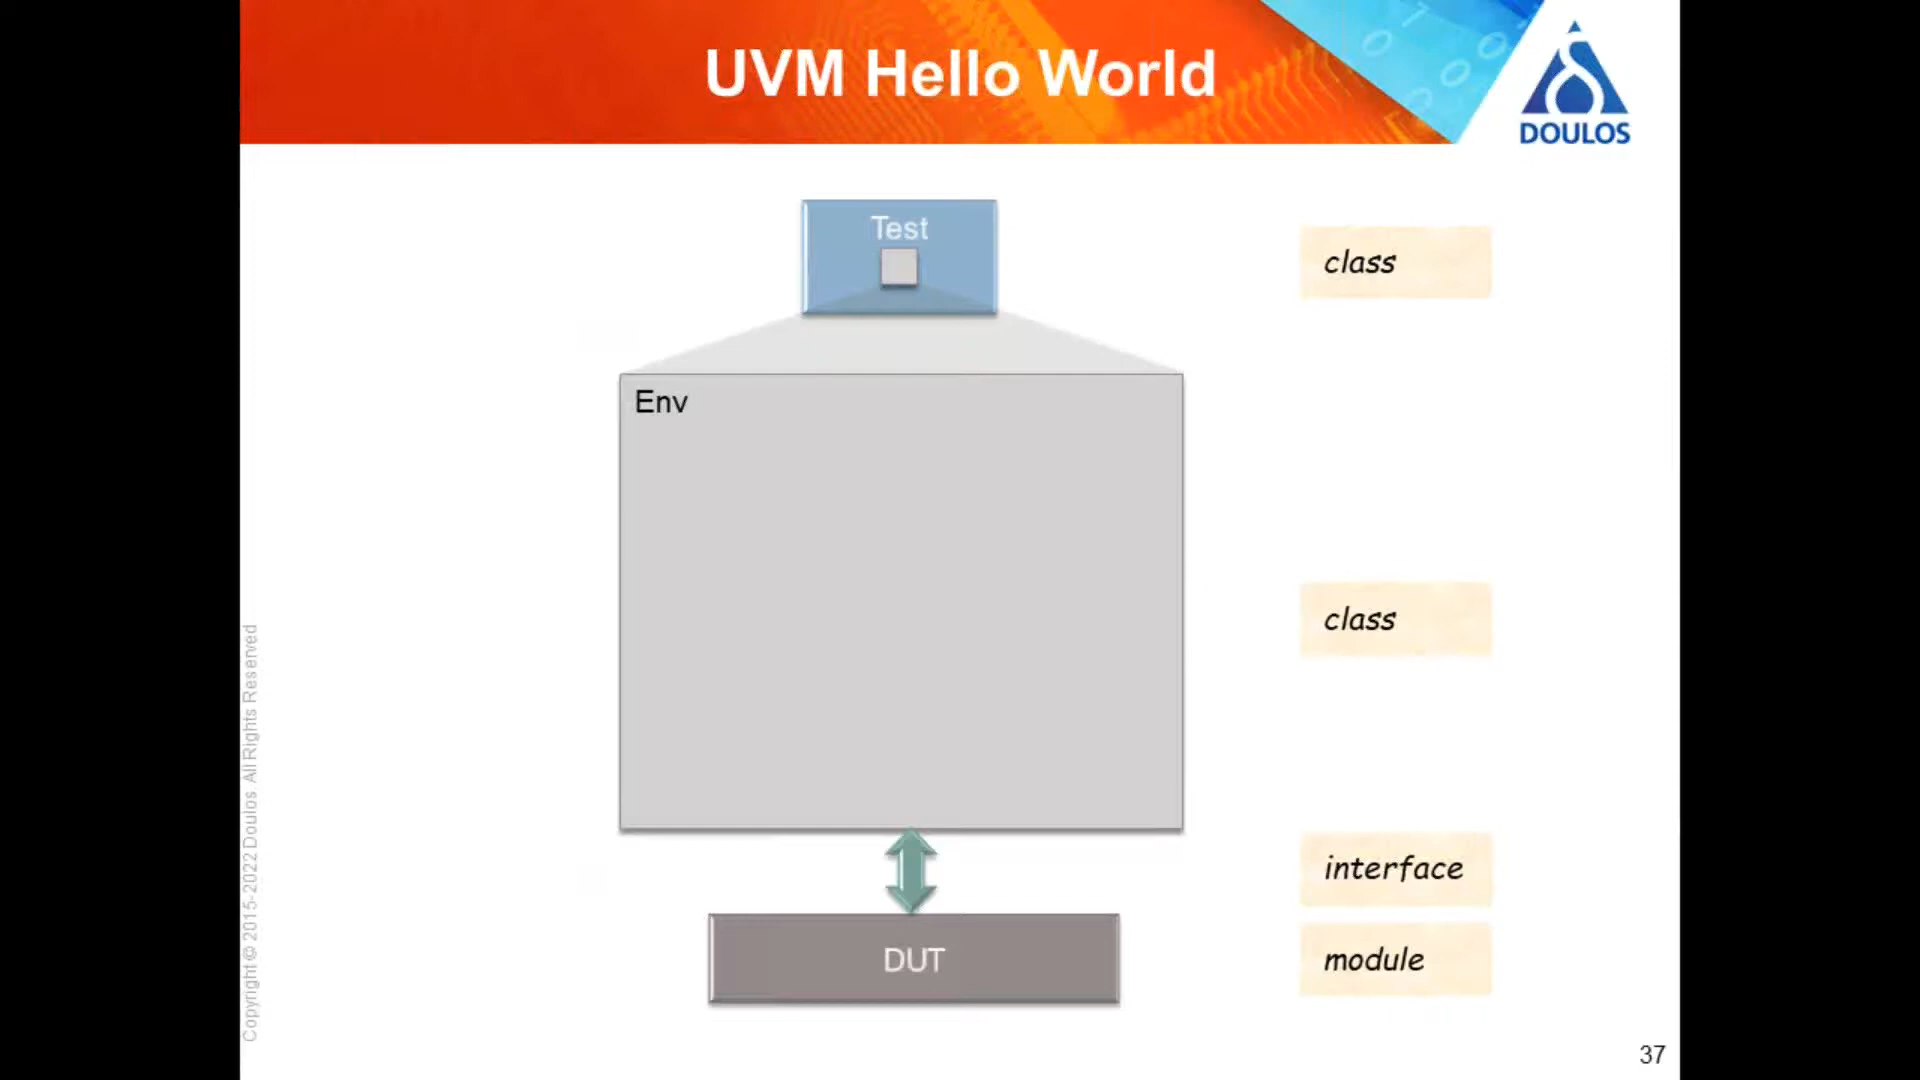 UVM Hello World
DOULOS
Test
class
Env
class
interface
DUT
module
Copyright © 2015-2022 Doulos All Rights Reserved
37